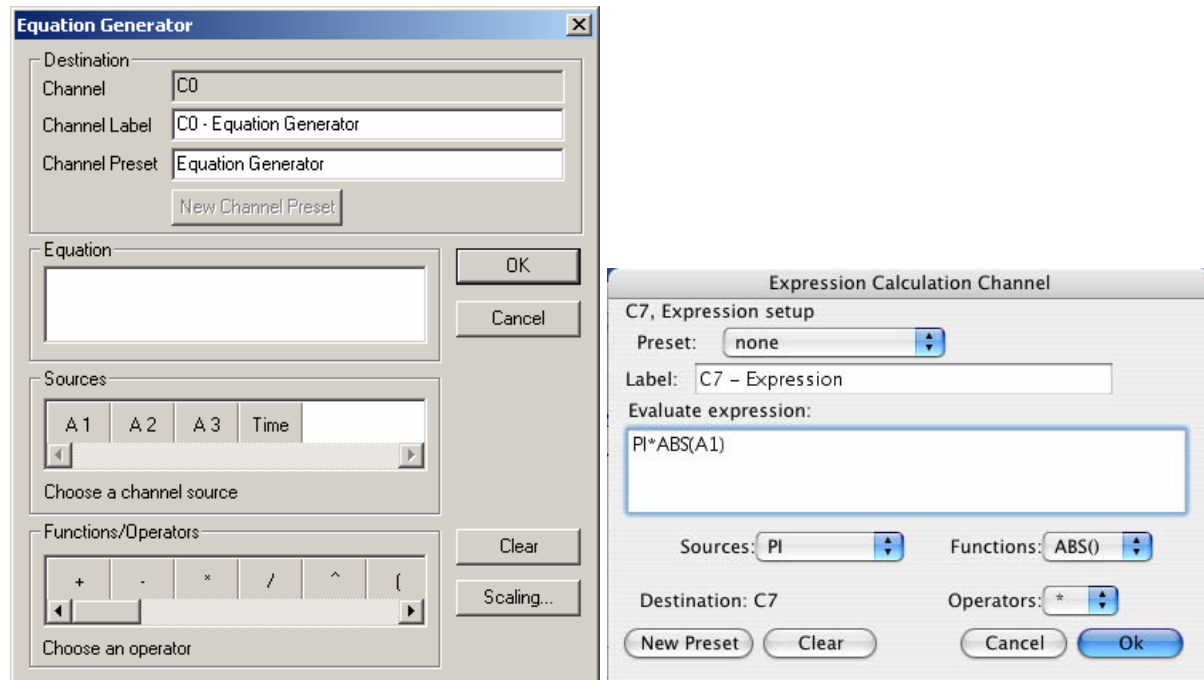 Equation Generator
Destination
Channel C0
Channel Label C0 - Equation Generator
Channel Preset Equation Generator
New Channel Preset
Equation
OK
Cancel
Sources
A 1 A 2 A 3 Time
Choose a channel source
Functions/Operators
+ - * / ^ (
Choose an operator
Clear
Scaling...
Expression Calculation Channel
C7, Expression setup
Preset: none
Label: C7 – Expression
Evaluate expression:
PI*ABS(A1)
Sources: PI Functions: ABS()
Destination: C7 Operators: *
New Preset Clear Cancel Ok